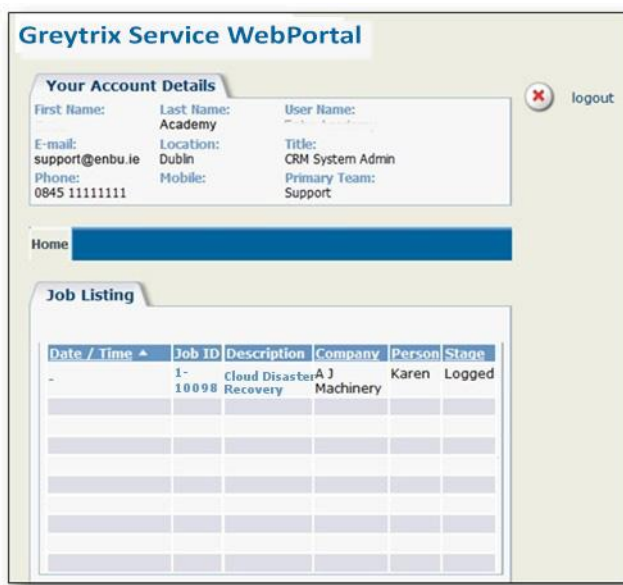 Greytrix Service WebPortal
Your Account Details
logout
First Name: Last Name: User Name:
Academy
E-mail: Location: Title:
support@enbu.ie Dublin CRM System Admin
Phone: Mobile: Primary Team:
0845 11111111 Support
Home
Job Listing
Date / Time Job ID Description Company Person Stage
- 1- Cloud Disaster A J Karen Logged
10098 Recovery Machinery